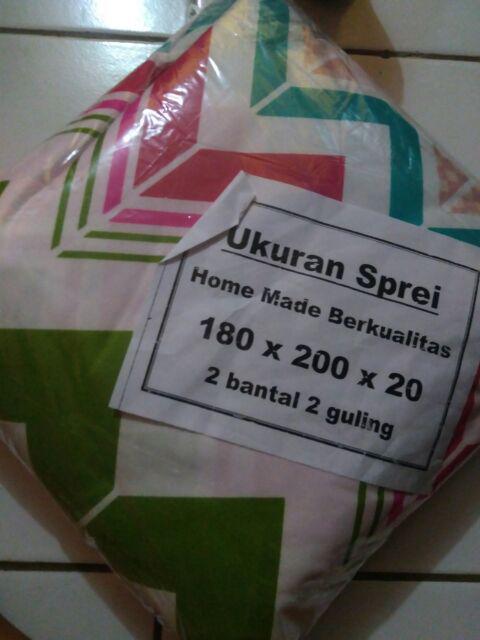 Ukuran Sprei
Home Made Berkualitas
180 x 200 x 20
2 bantal 2 guling